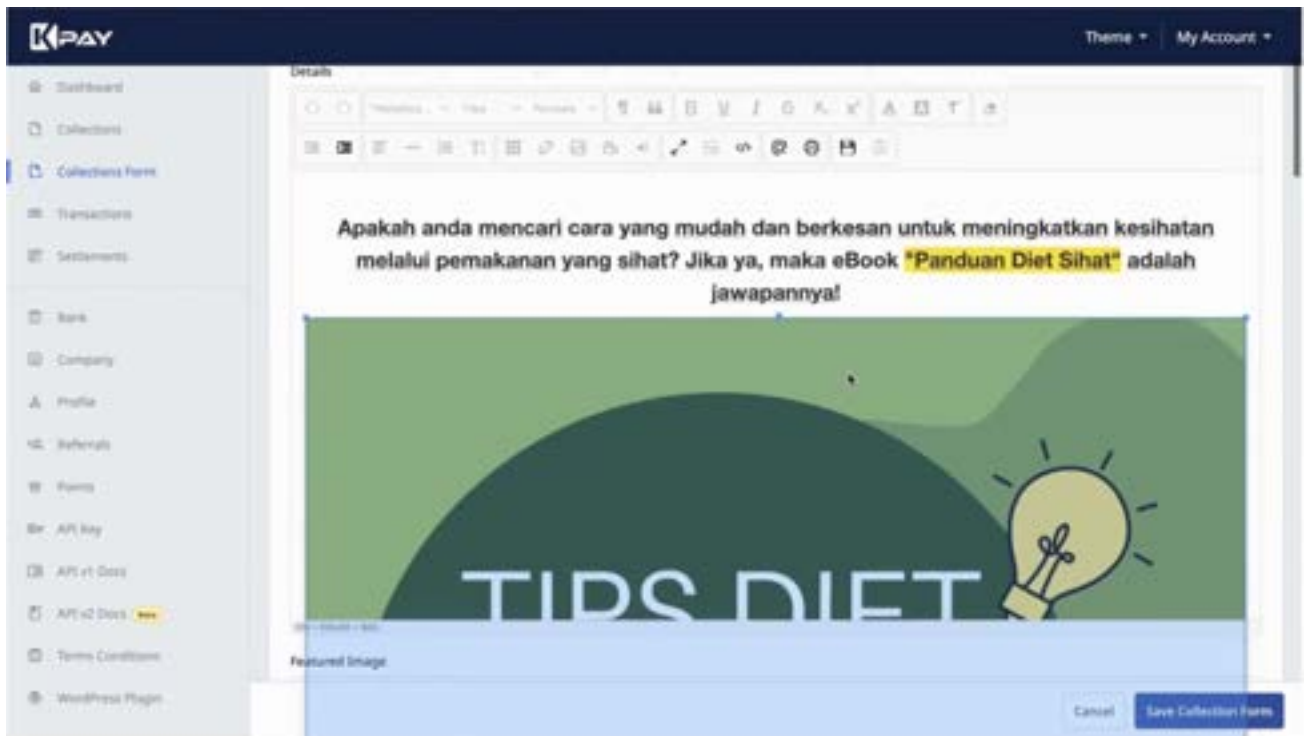 KPAY
Theme
My Account
Dashboard
Collections
Collections Form
Transactions
Settlements
Bank
Company
Profile
Referrals
Points
API Key
API v1 Docs
API v2 Docs
Terms Conditions
WordPress Plugin
Details
Apakah anda mencari cara yang mudah dan berkesan untuk meningkatkan kesihatan
melalui pemakanan yang sihat? Jika ya, maka eBook "Panduan Diet Sihat" adalah
jawapannya!
TIPS DIET
Featured Image
Cancel
Save Collection Form